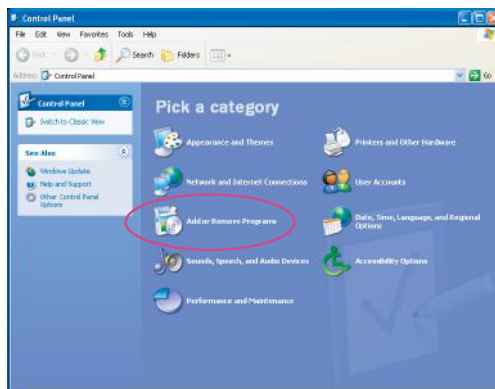 Control Panel
File Edit View Favorites Tools Help
Back Search Folders
Address Control Panel Go
Control Panel
Switch to Classic View
See Also
Windows Update
Help and Support
Other Control Panel Options
Pick a category
Appearance and Themes
Printers and Other Hardware
Network and Internet Connections
User Accounts
Add or Remove Programs
Date, Time, Language, and Regional Options
Sounds, Speech, and Audio Devices
Accessibility Options
Performance and Maintenance